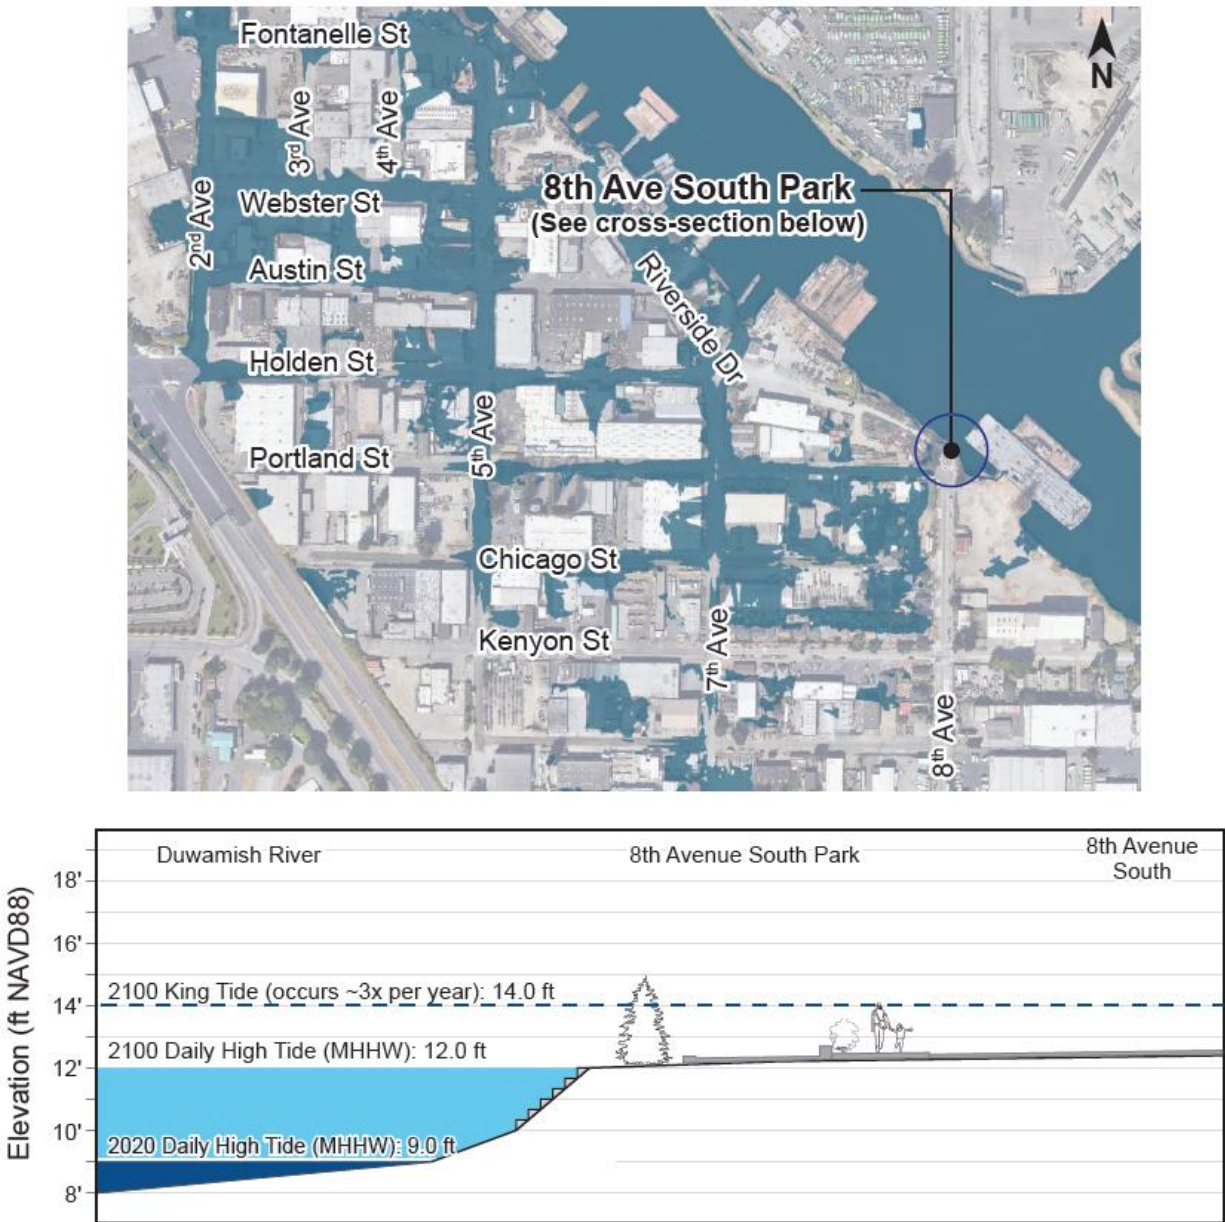 Fontanelle St
N
3rd Ave
4th Ave
2nd Ave
Webster St
8th Ave South Park
(See cross-section below)
Austin St
Riverside Dr
Holden St
5th Ave
Portland St
Chicago St
Kenyon St
7th Ave
8th Ave
Duwamish River
8th Avenue South Park
8th Avenue
South
Elevation (ft NAVD88)
18'
16'
2100 King Tide (occurs ~3x per year): 14.0 ft
14'
2100 Daily High Tide (MHHW): 12.0 ft
12'
10'
2020 Daily High Tide (MHHW): 9.0 ft
8'